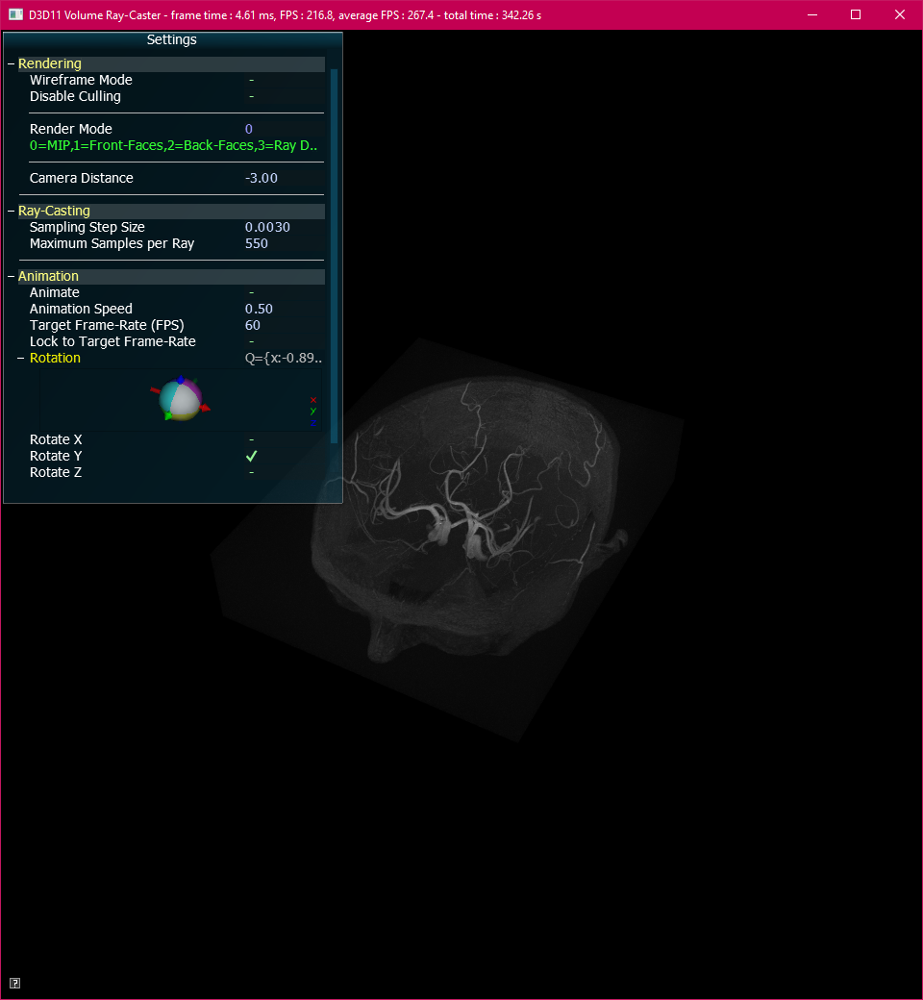 D3D11 Volume Ray-Caster - frame time : 4.61 ms, FPS : 216.8, average FPS : 267.4 - total time : 342.26 s
Settings
Rendering
Wireframe Mode -
Disable Culling -
Render Mode 0
0=MIP,1=Front-Faces,2=Back-Faces,3=Ray D..
Camera Distance -3.00
Ray-Casting
Sampling Step Size 0.0030
Maximum Samples per Ray 550
Animation
Animate -
Animation Speed 0.50
Target Frame-Rate (FPS) 60
Lock to Target Frame-Rate -
Rotation Q={x:-0.89..
x
y
z
Rotate X -
Rotate Y ✓
Rotate Z -
?